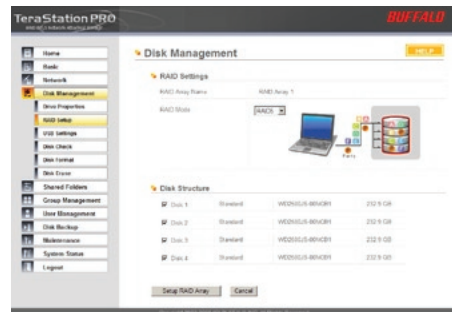 TeraStation PRO
BUFFALO
Home
Basic
Network
Disk Management
Drive Properties
RAID Setup
USB Settings
Disk Check
Disk Format
Disk Erase
Shared Folders
Group Management
User Management
Disk Backup
Maintenance
System Status
Logout
Disk Management
HELP
RAID Settings
RAID Array Name RAID Array 1
RAID Mode RAID5
Parity
Disk Structure
Disk 1 Standard 232.9 GB
Disk 2 Standard 232.9 GB
Disk 3 Standard 232.9 GB
Disk 4 Standard 232.9 GB
Setup RAID Array Cancel